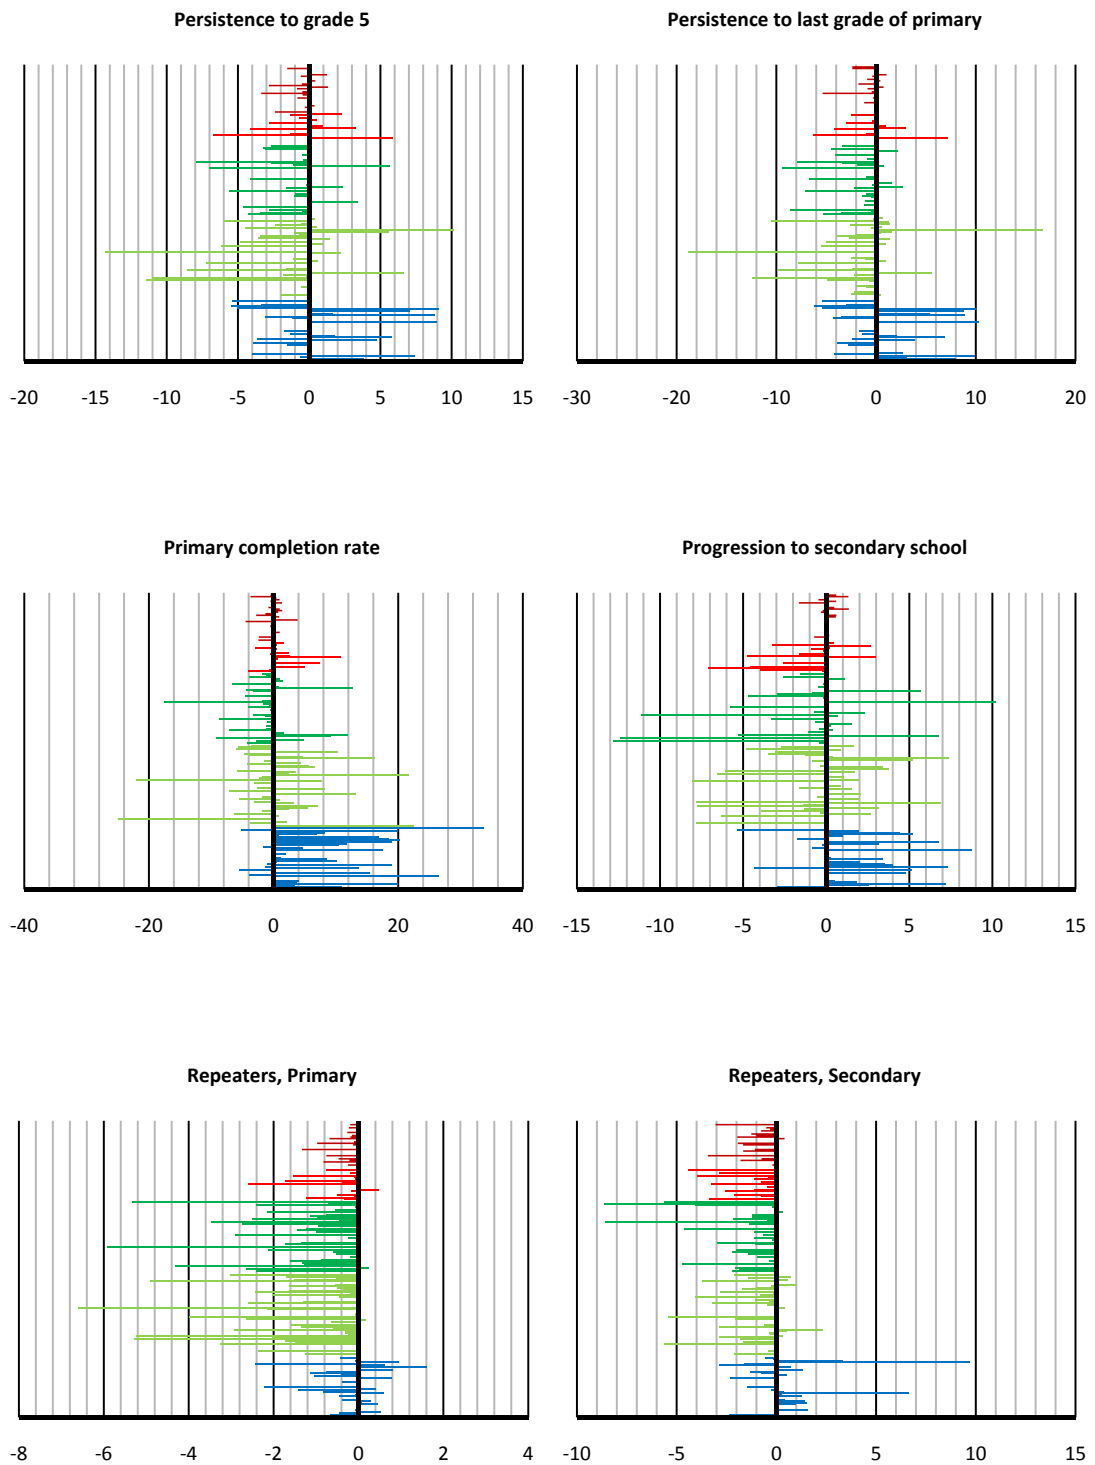 Persistence to grade 5
Persistence to last grade of primary
-20 -15 -10 -5 0 5 10 15
-30 -20 -10 0 10 20
Primary completion rate
Progression to secondary school
-40 -20 0 20 40
-15 -10 -5 0 5 10 15
Repeaters, Primary
Repeaters, Secondary
-8 -6 -4 -2 0 2 4
-10 -5 0 5 10 15